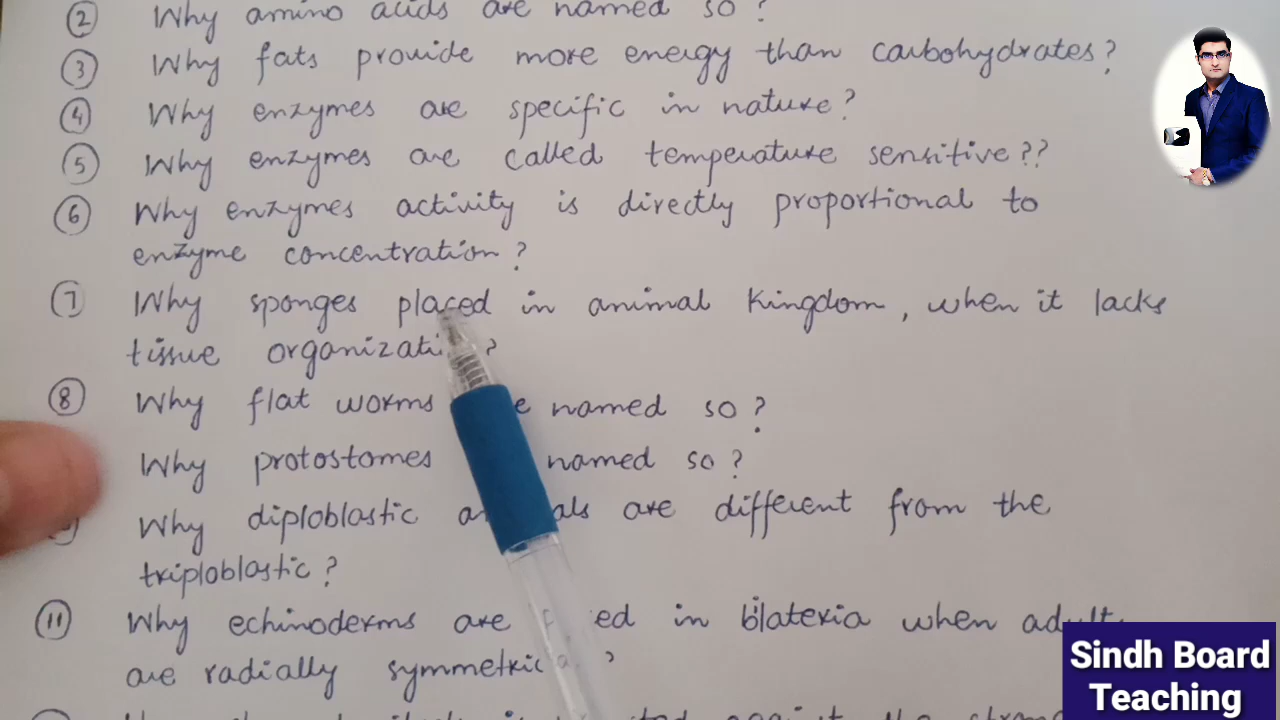 ② Why amino acids are named so ?
③ Why fats provide more energy than carbohydrates ?
④ Why enzymes are specific in nature ?
⑤ Why enzymes are called temperature sensitive ??
⑥ Why enzymes activity is directly proportional to
enzyme concentration ?
⑦ Why sponges placed in animal kingdom , when it lacks
tissue ?
⑧ Why flat worms named so ?
Why protostomes named so ?
Why diploblastic are different from the
triploblastic ?
⑪ Why echinoderms are in bilateria when
are radially ?
Sindh Board
Teaching